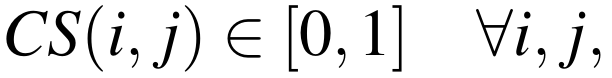 CS(i, j) ∈ [0, 1] ∀i, j,